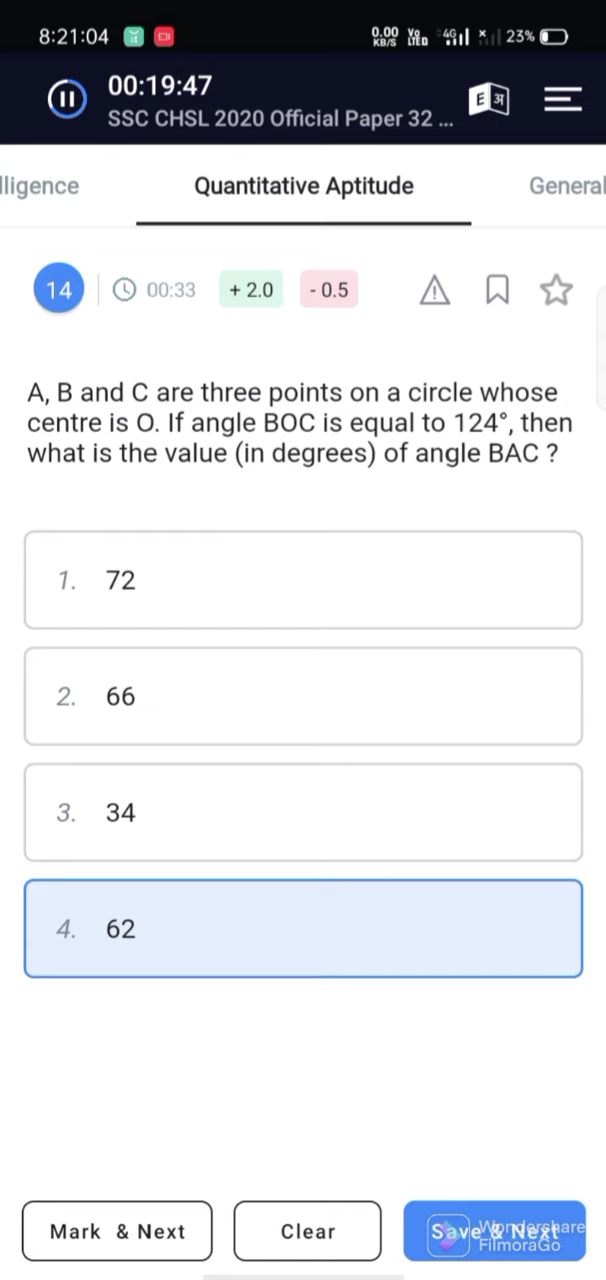 8:21:04 0.00 KB/S Vo LTED 4G 23%
00:19:47
SSC CHSL 2020 Official Paper 32 ...
E अ
lligence Quantitative Aptitude General
14 00:33 + 2.0 - 0.5
A, B and C are three points on a circle whose
centre is O. If angle BOC is equal to 124°, then
what is the value (in degrees) of angle BAC ?
1. 72
2. 66
3. 34
4. 62
Mark & Next Clear Save & Next
Wondershare
FilmoraGo